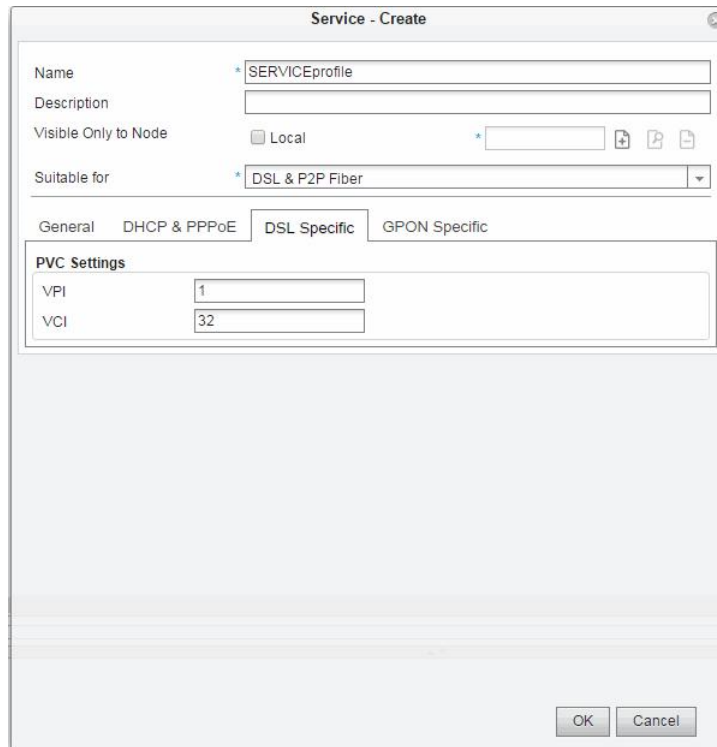 Service - Create
Name * SERVICEprofile
Description
Visible Only to Node Local *
Suitable for * DSL & P2P Fiber
General DHCP & PPPoE DSL Specific GPON Specific
PVC Settings
VPI 1
VCI 32
OK Cancel